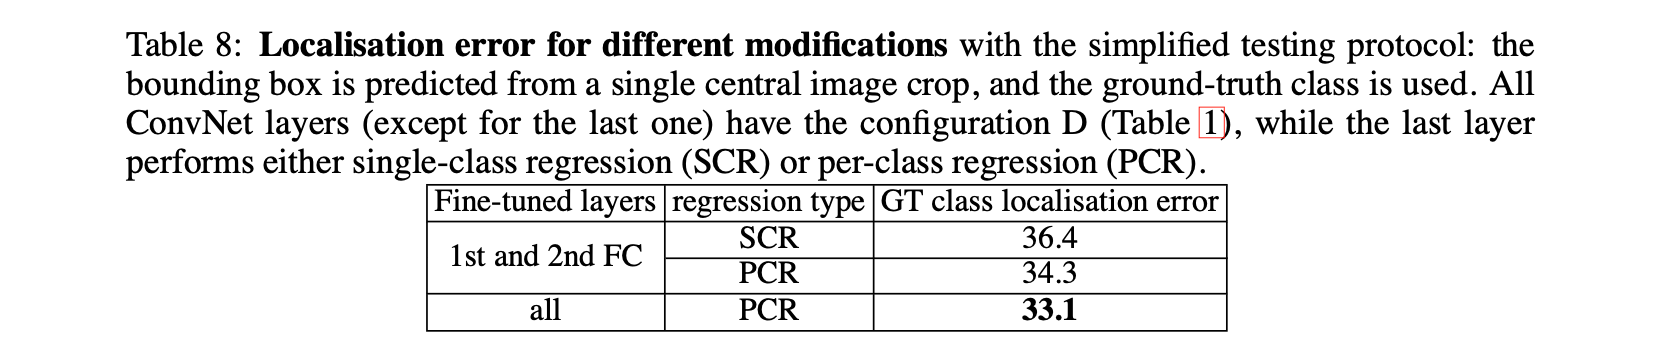 Table 8: Localisation error for different modifications with the simplified testing protocol: the
bounding box is predicted from a single central image crop, and the ground-truth class is used. All
ConvNet layers (except for the last one) have the configuration D (Table 1), while the last layer
performs either single-class regression (SCR) or per-class regression (PCR).
Fine-tuned layers regression type GT class localisation error
1st and 2nd FC SCR 36.4
PCR 34.3
all PCR 33.1